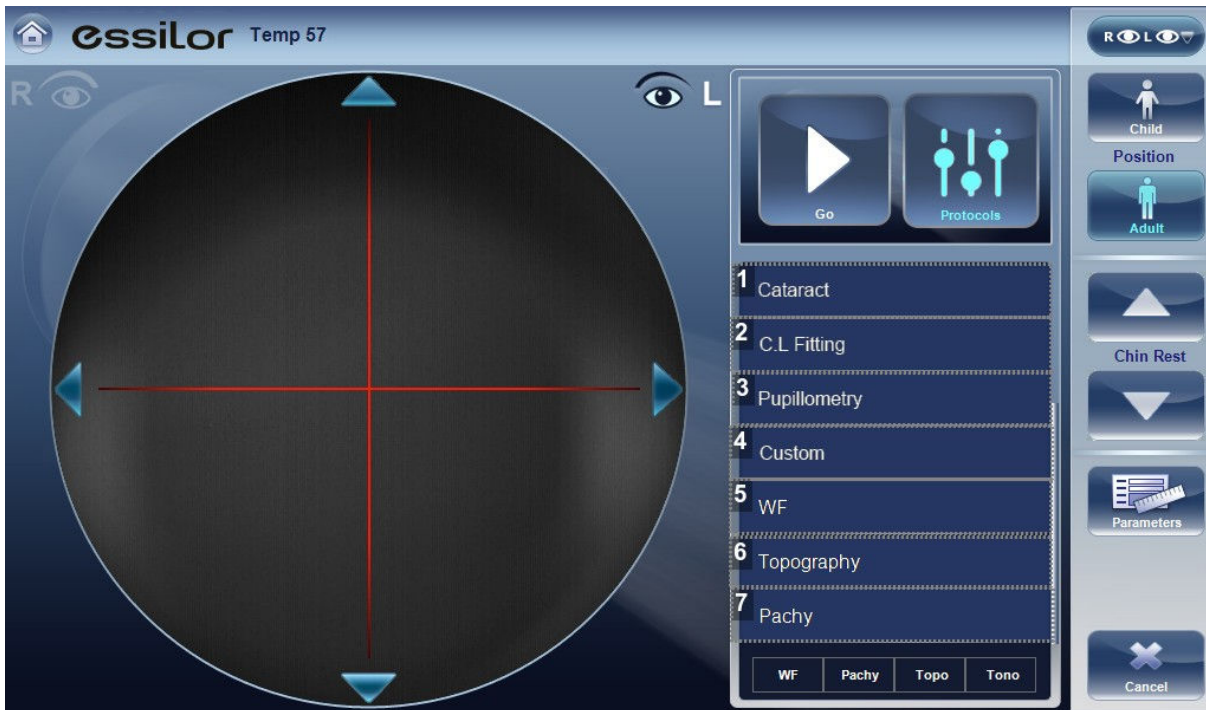 essilor Temp 57
R L
R
L
Go
Protocols
1 Cataract
2 C.L Fitting
3 Pupillometry
4 Custom
5 WF
6 Topography
7 Pachy
WF Pachy Topo Tono
Child
Position
Adult
Chin Rest
Parameters
Cancel